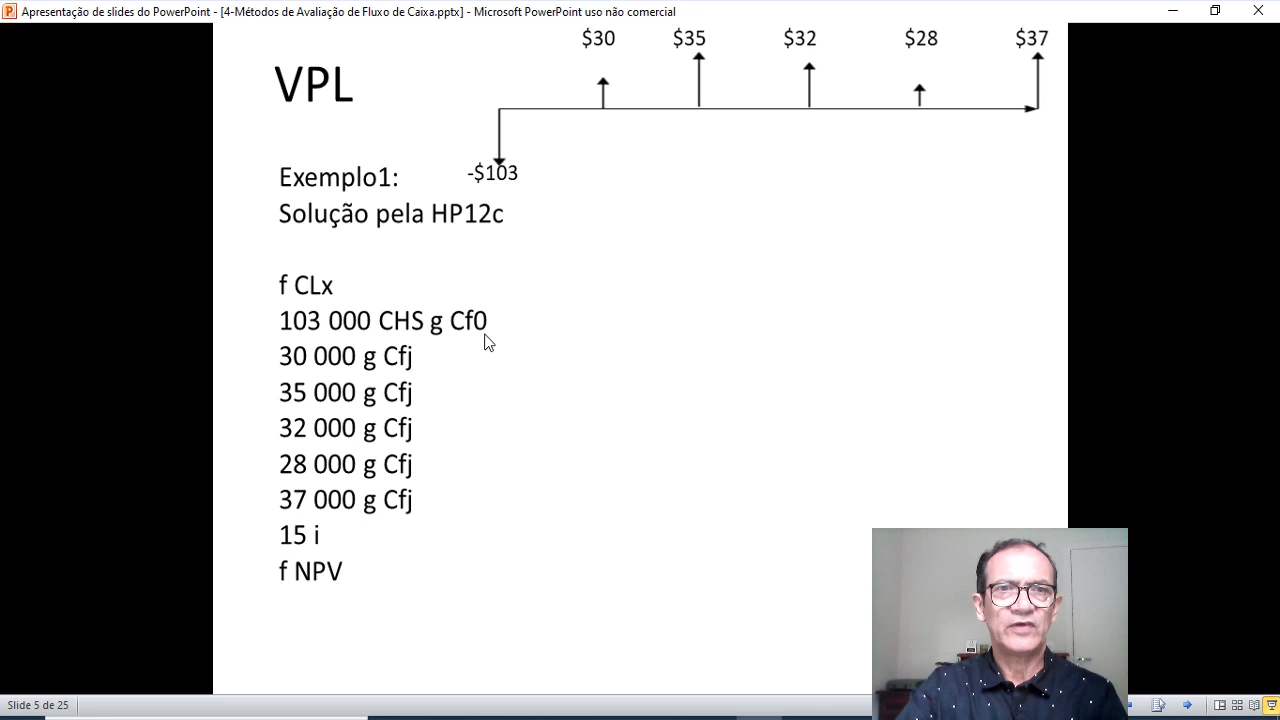 Apresentação de slides do PowerPoint - [4-Métodos de Avaliação de Fluxo de Caixa.pptx] - Microsoft PowerPoint uso não comercial
$30 $35 $32 $28 $37
VPL
-$103
Exemplo1:
Solução pela HP12c
f CLx
103 000 CHS g Cf0
30 000 g Cfj
35 000 g Cfj
32 000 g Cfj
28 000 g Cfj
37 000 g Cfj
15 i
f NPV
Slide 5 de 25